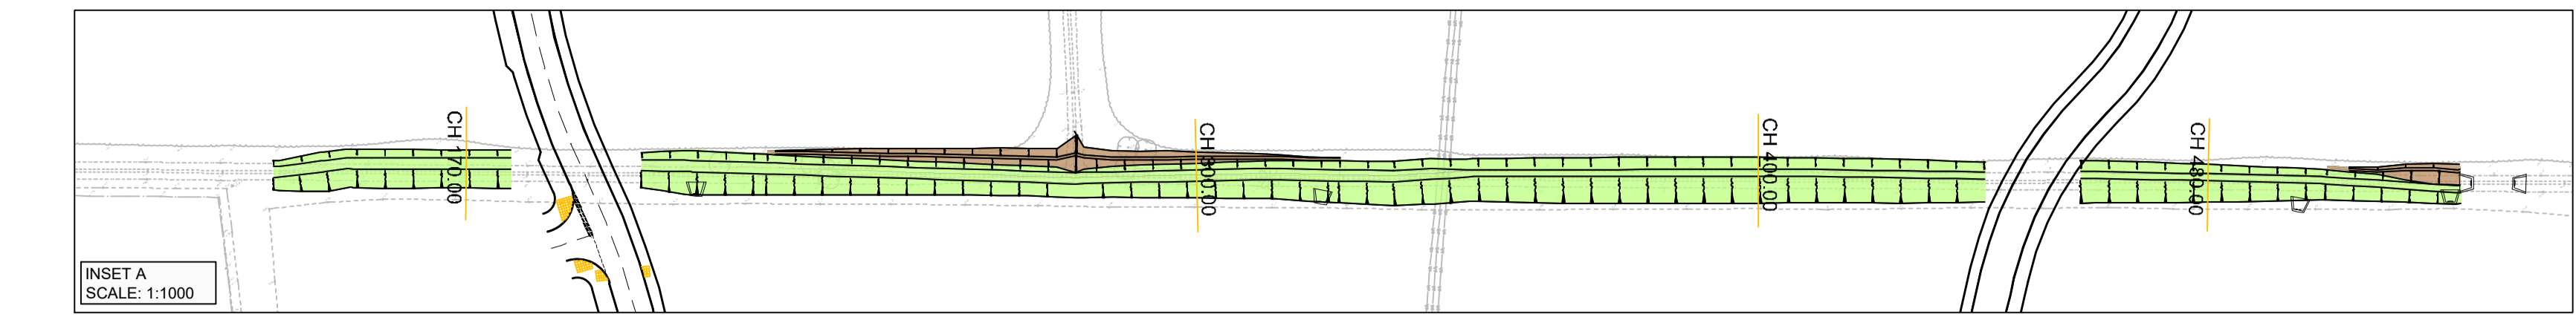 CH 170.00
CH 300.00
CH 400.00
CH 480.00
INSET A
SCALE: 1:1000